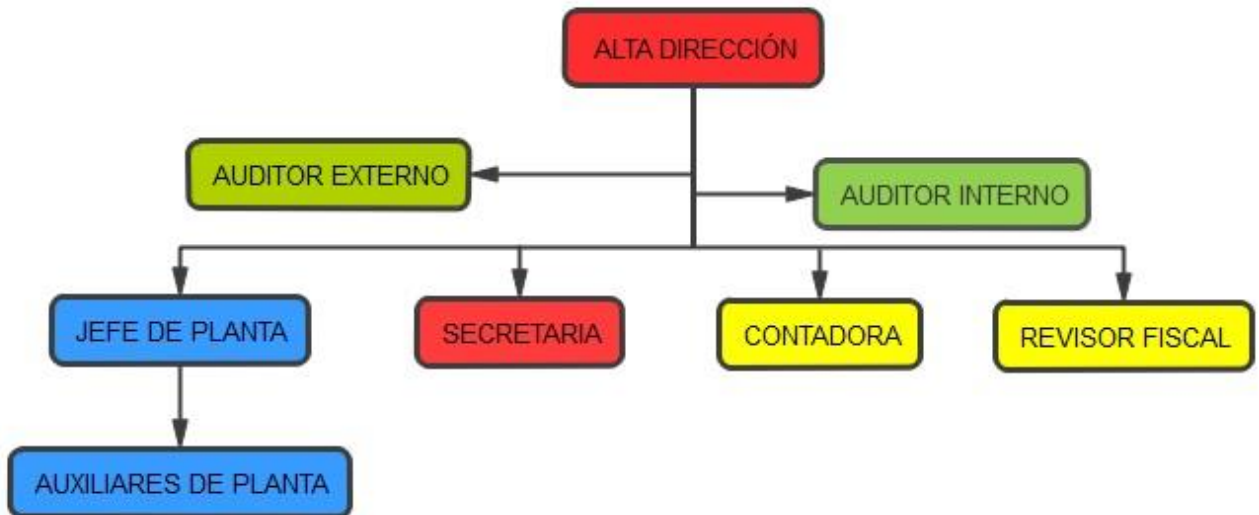 ALTA DIRECCIÓN
AUDITOR EXTERNO
AUDITOR INTERNO
JEFE DE PLANTA
SECRETARIA
CONTADORA
REVISOR FISCAL
AUXILIARES DE PLANTA